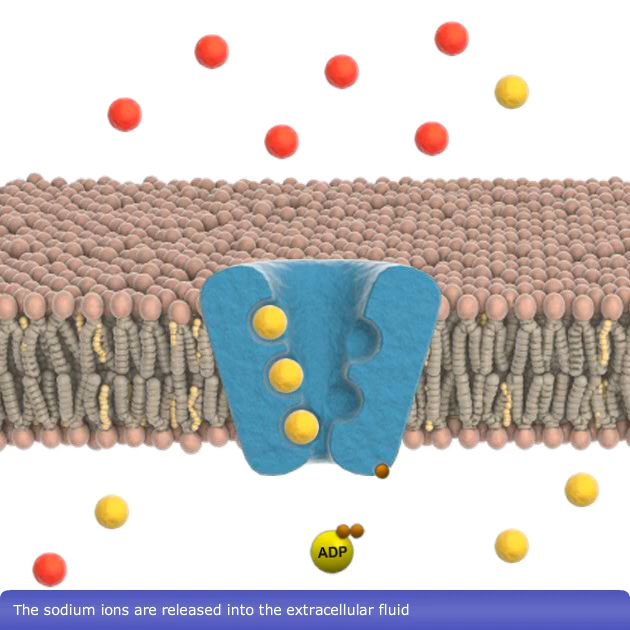 ADP
The sodium ions are released into the extracellular fluid